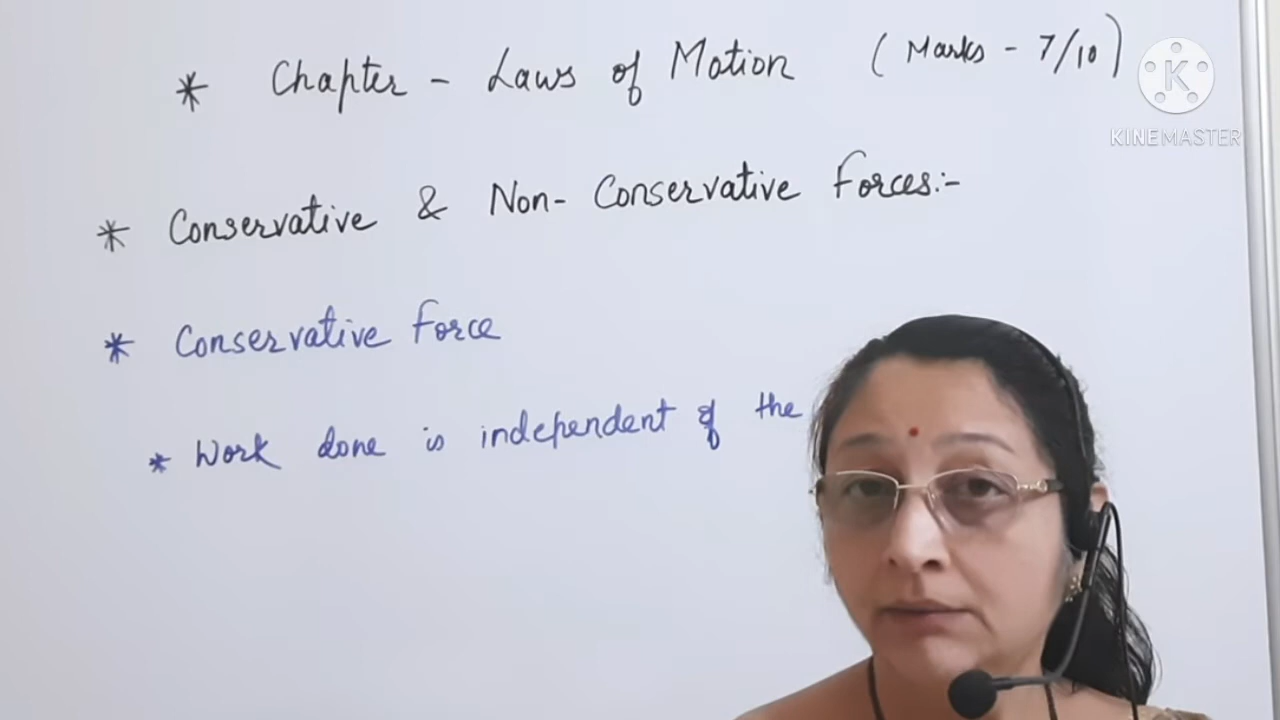 * Chapter - Laws of Motion (Marks - 7/10)
K
KINEMASTER
* Conservative & Non- Conservative Forces:-
* Conservative Force
* Work done is independent of the